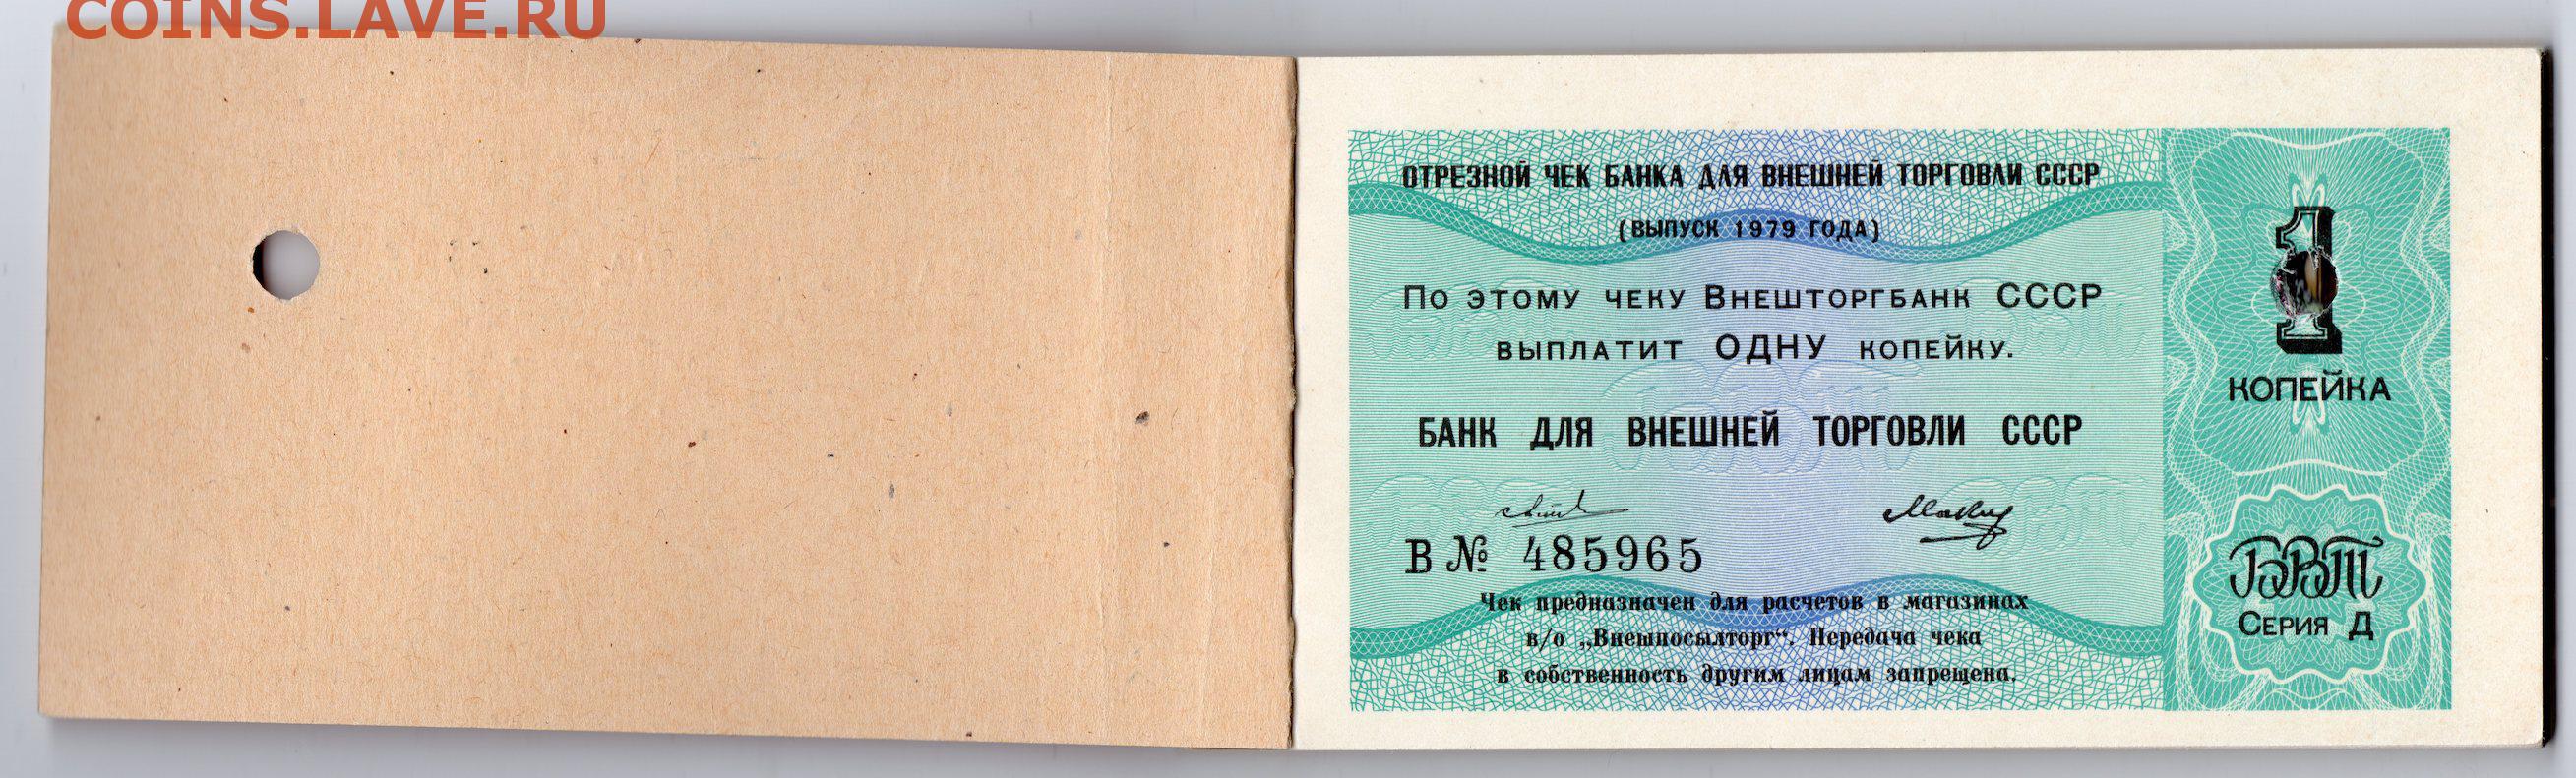 COINS.LAVE.RU
ОТРЕЗНОЙ ЧЕК БАНКА ДЛЯ ВНЕШНЕЙ ТОРГОВЛИ СССР
(ВЫПУСК 1979 ГОДА)
По этому чеку Внешторгбанк СССР
выплатит ОДНУ копейку.
БАНК ДЛЯ ВНЕШНЕЙ ТОРГОВЛИ СССР
В № 485965
Чек предназначен для расчетов в магазинах
в/о „Внешпосылторг“. Передача чека
в собственность другим лицам запрещена.
1
КОПЕЙКА
БВТ
Серия Д